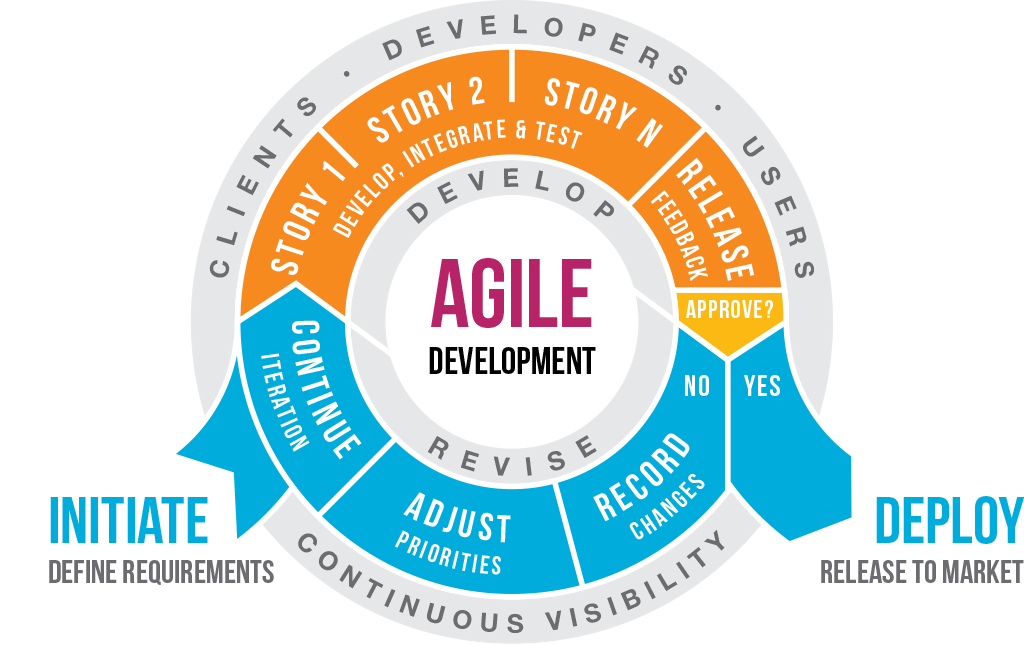 CLIENTS • DEVELOPERS • USERS
STORY 1
STORY 2
STORY N
DEVELOP, INTEGRATE & TEST
RELEASE
FEEDBACK
DEVELOP
AGILE
DEVELOPMENT
APPROVE?
NO
YES
CONTINUE
ITERATION
REVISE
RECORD
CHANGES
ADJUST
PRIORITIES
INITIATE
DEFINE REQUIREMENTS
DEPLOY
RELEASE TO MARKET
CONTINUOUS VISIBILITY